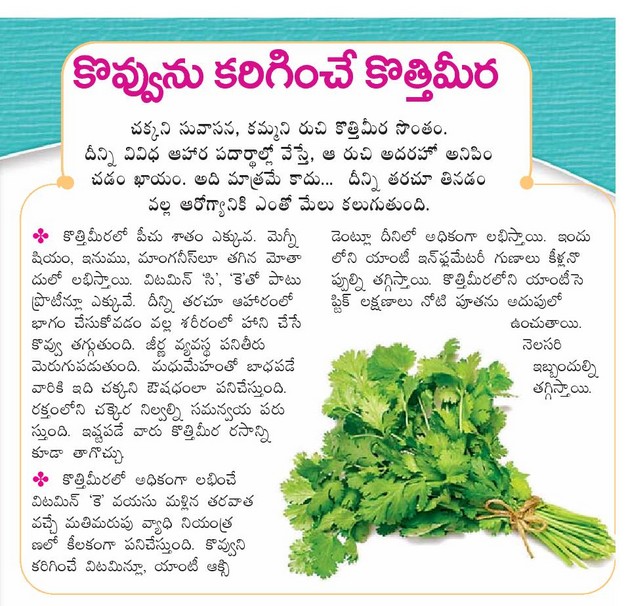 కొవ్వును కరిగించే కొత్తిమీర
చక్కని సువాసన, కమ్మని రుచి కొత్తిమీర సొంతం.
దీన్ని వివిధ ఆహార పదార్థాల్లో వేస్తే, ఆ రుచి అదరహో అనిపిం
చడం ఖాయం. అది మాత్రమే కాదు... దీన్ని తరచూ తినడం
వల్ల ఆరోగ్యానికి ఎంతో మేలు కలుగుతుంది.
❖ కొత్తిమీరలో పీచు శాతం ఎక్కువ. మెగ్నీ
షియం, ఇనుము, మాంగనీస్‌లూ తగిన మోతా
దులో లభిస్తాయి. విటమిన్ 'సి', 'కె'తో పాటు
ప్రొటీన్లూ ఎక్కువే. దీన్ని తరచూ ఆహారంలో
భాగం చేసుకోవడం వల్ల శరీరంలో హాని చేసే
కొవ్వు తగ్గుతుంది. జీర్ణ వ్యవస్థ పనితీరు
మెరుగుపడుతుంది. మధుమేహంతో బాధపడే
వారికి ఇది చక్కని ఔషధంలా పనిచేస్తుంది.
రక్తంలోని చక్కెర నిల్వల్ని సమన్వయ పరు
స్తుంది. ఇష్టపడే వారు కొత్తిమీర రసాన్ని
కూడా తాగొచ్చు.
❖ కొత్తిమీరలో అధికంగా లభించే
విటమిన్ 'కె' వయసు మళ్లిన తరవాత
వచ్చే మతిమరుపు వ్యాధి నియంత్ర
ణలో కీలకంగా పనిచేస్తుంది. కొవ్వుని
కరిగించే విటమిన్లూ, యాంటీ ఆక్సి
డెంట్లూ దీనిలో అధికంగా లభిస్తాయి. ఇందు
లోని యాంటీ ఇన్‌ఫ్లమేటరీ గుణాలు కీళ్లనొ
ప్పుల్ని తగ్గిస్తాయి. కొత్తిమీరలోని యాంటీసె
ప్టిక్ లక్షణాలు నోటి పూతను అదుపులో
ఉంచుతాయి.
నెలసరి
ఇబ్బందుల్ని
తగ్గిస్తాయి.